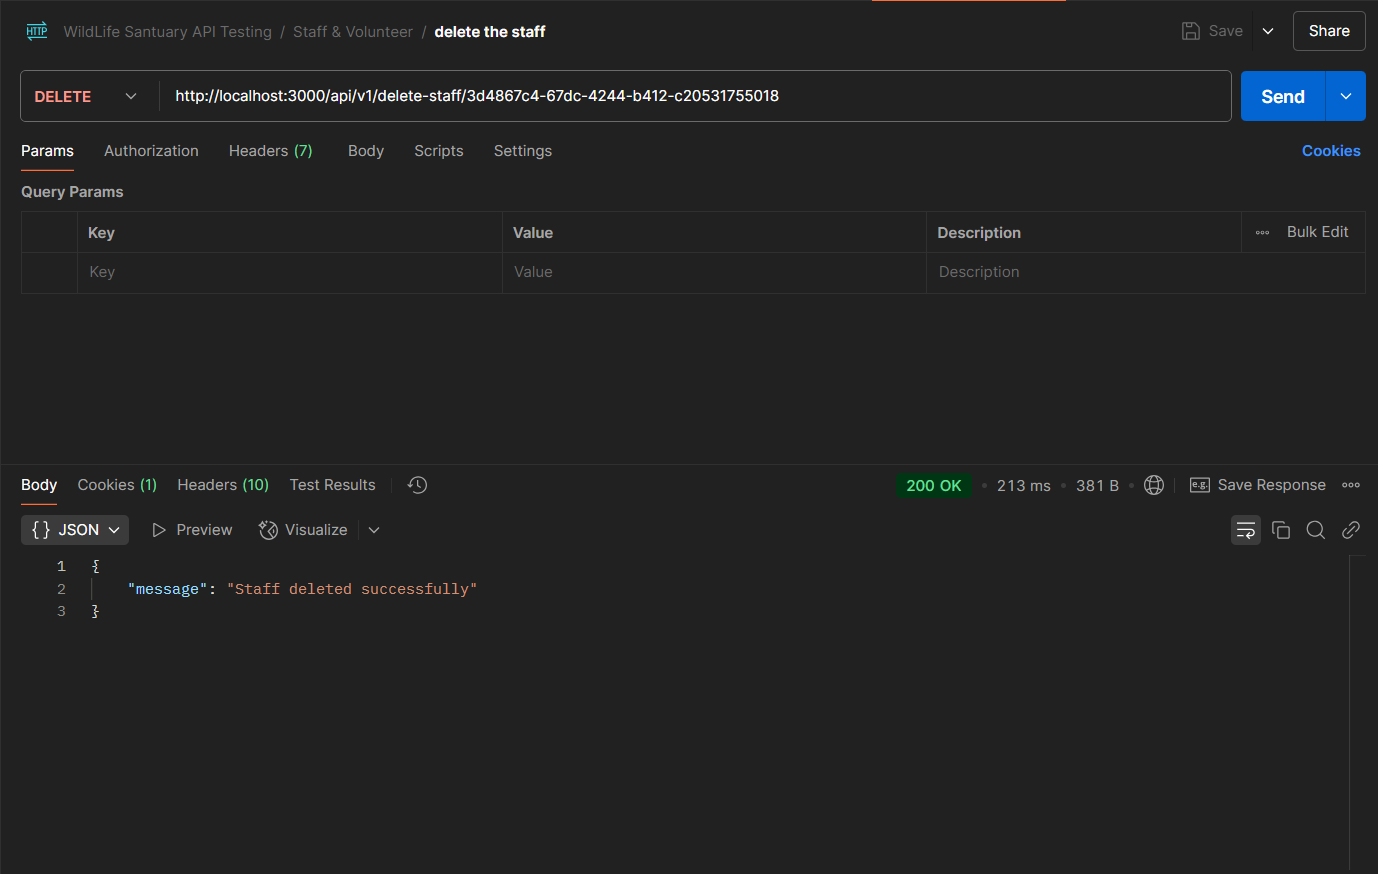 HTTP WildLife Santuary API Testing / Staff & Volunteer / delete the staff Save Share
DELETE http://localhost:3000/api/v1/delete-staff/3d4867c4-67dc-4244-b412-c20531755018 Send
Params Authorization Headers (7) Body Scripts Settings Cookies
Query Params
Key Value Description Bulk Edit
Key Value Description
Body Cookies (1) Headers (10) Test Results 200 OK 213 ms 381 B e.g. Save Response
{} JSON Preview Visualize
1 {
2 "message": "Staff deleted successfully"
3 }